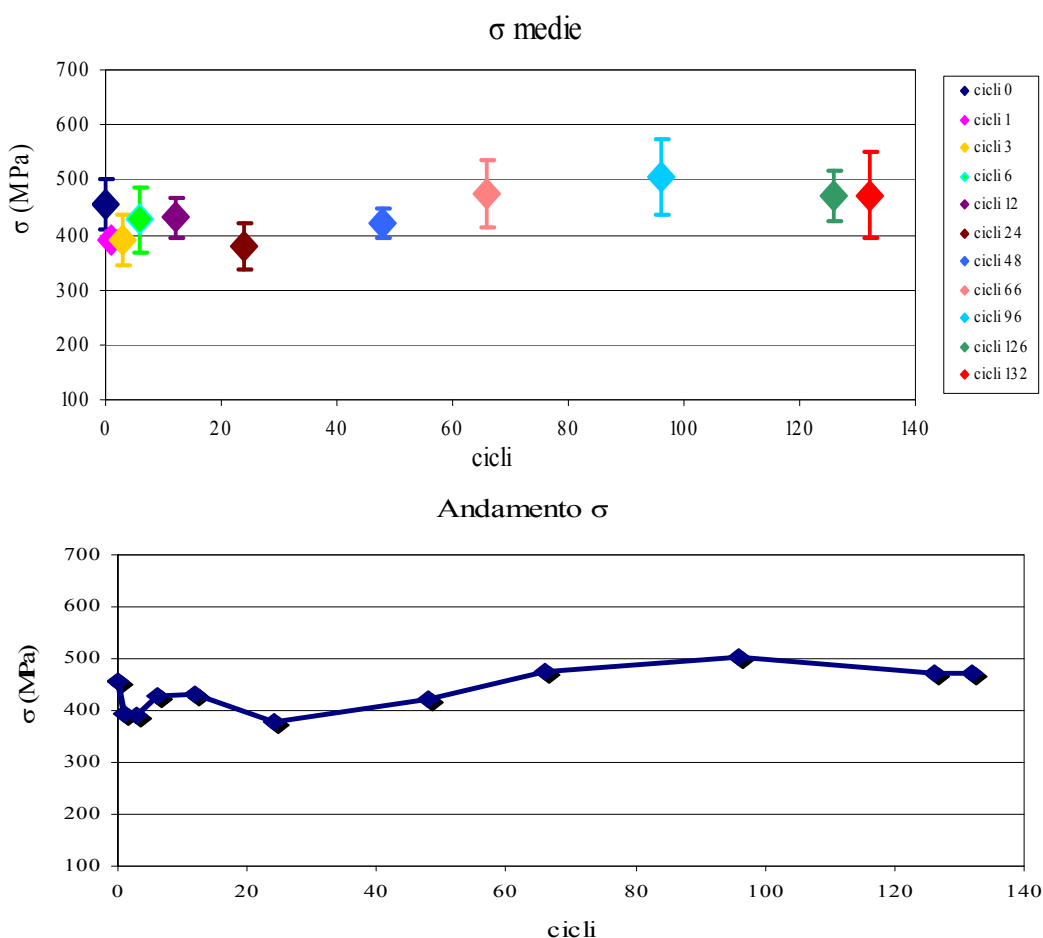 σ medie
700
600
500
400
300
200
100
σ (MPa)
0 20 40 60 80 100 120 140
cicli
cicli 0
cicli 1
cicli 3
cicli 6
cicli 12
cicli 24
cicli 48
cicli 66
cicli 96
cicli 126
cicli 132
Andamento σ
700
600
500
400
300
200
100
σ (MPa)
0 20 40 60 80 100 120 140
cicli